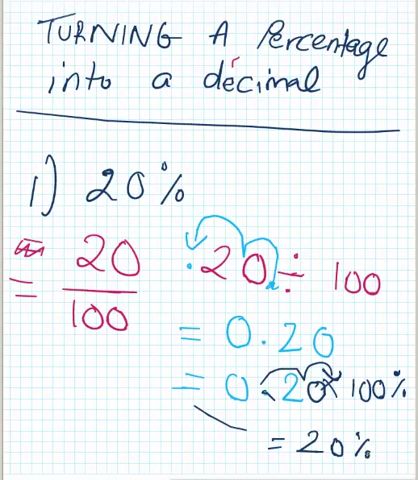 TURNING A Percentage
into a decimal
1) 20%
= 20/100 .20 ÷ 100
= 0.20
= 0.20 × 100%
= 20%